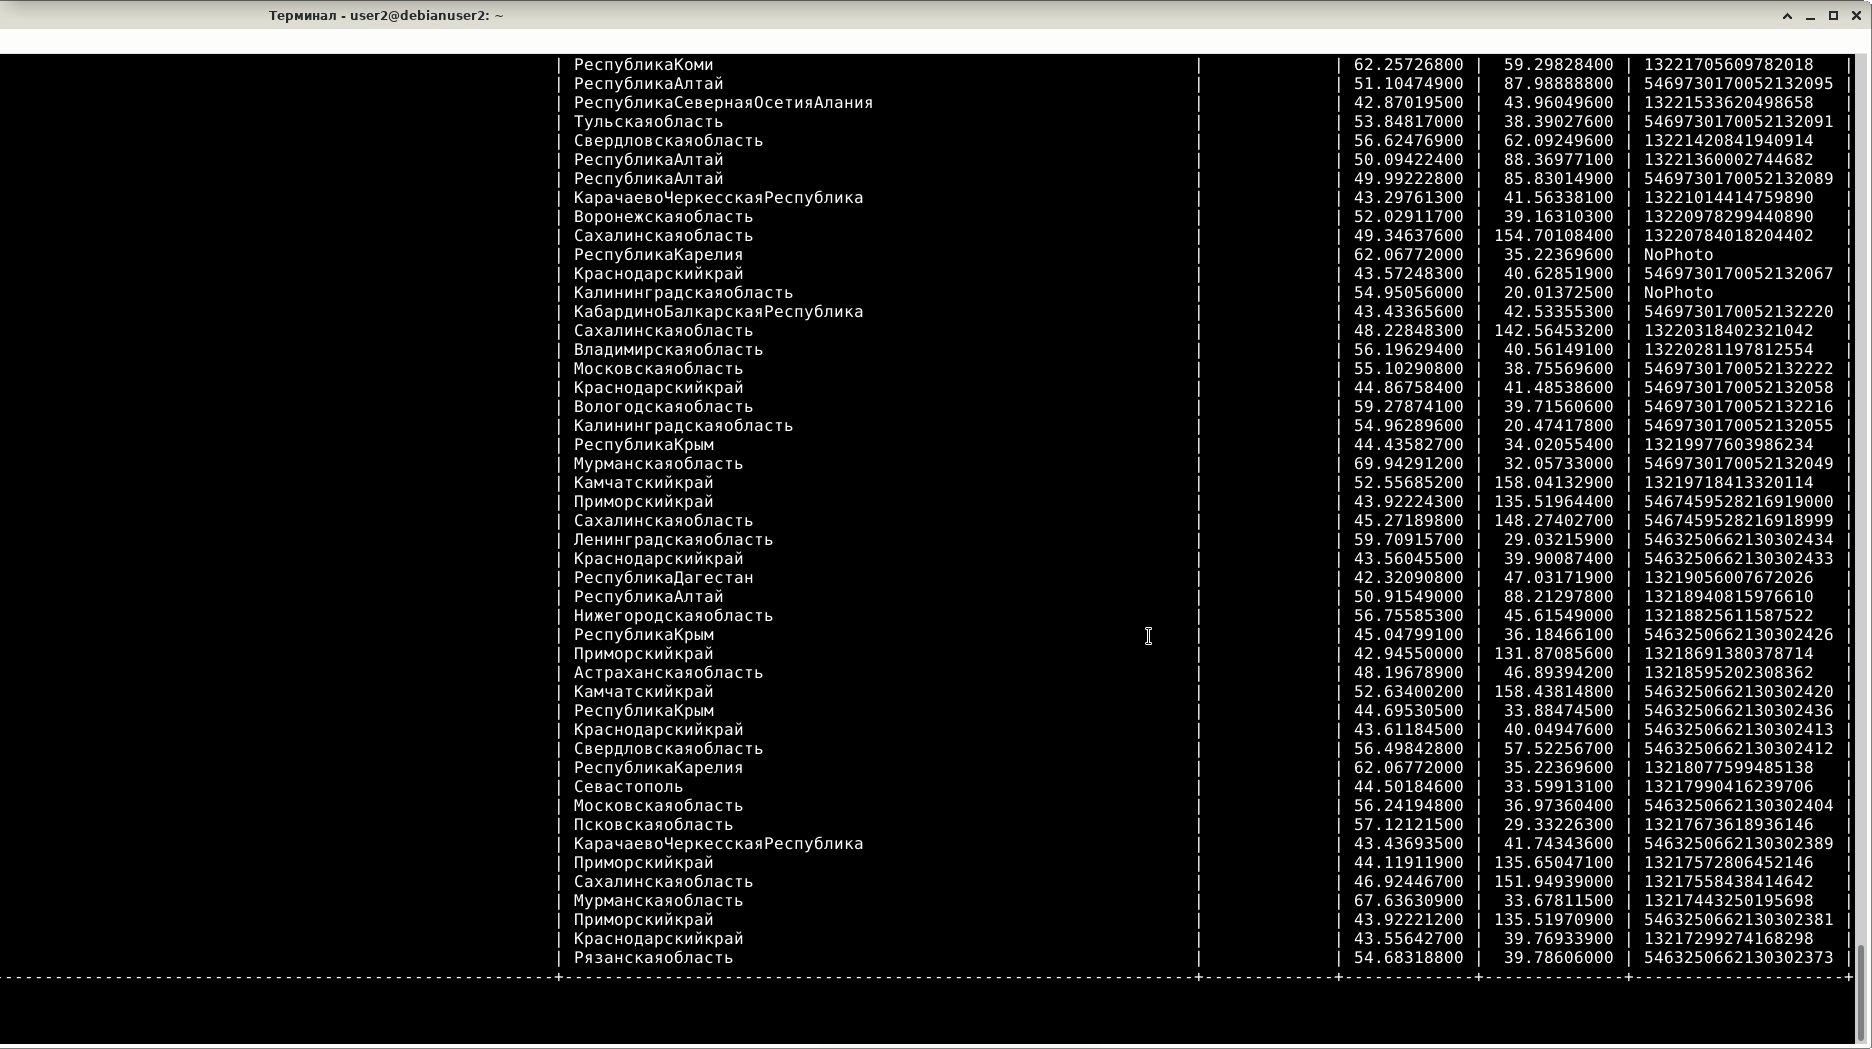 Терминал - user2@debianuser2: ~
| РеспубликаКоми | | 62.25726800 | 59.29828400 | 13221705609782018 |
| РеспубликаАлтай | | 51.10474900 | 87.98888800 | 5469730170052132095 |
| РеспубликаСевернаяОсетияАлания | | 42.87019500 | 43.96049600 | 13221533620498658 |
| Тульскаяобласть | | 53.84817000 | 38.39027600 | 5469730170052132091 |
| Свердловскаяобласть | | 56.62476900 | 62.09249600 | 13221420841940914 |
| РеспубликаАлтай | | 50.09422400 | 88.36977100 | 13221360002744682 |
| РеспубликаАлтай | | 49.99222800 | 85.83014900 | 5469730170052132089 |
| КарачаевоЧеркесскаяРеспублика | | 43.29761300 | 41.56338100 | 13221014414759890 |
| Воронежскаяобласть | | 52.02911700 | 39.16310300 | 13220978299440890 |
| Сахалинскаяобласть | | 49.34637600 | 154.70108400 | 13220784018204402 |
| РеспубликаКарелия | | 62.06772000 | 35.22369600 | NoPhoto |
| Краснодарскийкрай | | 43.57248300 | 40.62851900 | 5469730170052132067 |
| Калининградскаяобласть | | 54.95056000 | 20.01372500 | NoPhoto |
| КабардиноБалкарскаяРеспублика | | 43.43365600 | 42.53355300 | 5469730170052132220 |
| Сахалинскаяобласть | | 48.22848300 | 142.56453200 | 13220318402321042 |
| Владимирскаяобласть | | 56.19629400 | 40.56149100 | 13220281197812554 |
| Московскаяобласть | | 55.10290800 | 38.75569600 | 5469730170052132222 |
| Краснодарскийкрай | | 44.86758400 | 41.48538600 | 5469730170052132058 |
| Вологодскаяобласть | | 59.27874100 | 39.71560600 | 5469730170052132216 |
| Калининградскаяобласть | | 54.96289600 | 20.47417800 | 5469730170052132055 |
| РеспубликаКрым | | 44.43582700 | 34.02055400 | 13219977603986234 |
| Мурманскаяобласть | | 69.94291200 | 32.05733000 | 5469730170052132049 |
| Камчатскийкрай | | 52.55685200 | 158.04132900 | 13219718413320114 |
| Приморскийкрай | | 43.92224300 | 135.51964400 | 5467459528216919000 |
| Сахалинскаяобласть | | 45.27189800 | 148.27402700 | 5467459528216918999 |
| Ленинградскаяобласть | | 59.70915700 | 29.03215900 | 5463250662130302434 |
| Краснодарскийкрай | | 43.56045500 | 39.90087400 | 5463250662130302433 |
| РеспубликаДагестан | | 42.32090800 | 47.03171900 | 13219056007672026 |
| РеспубликаАлтай | | 50.91549000 | 88.21297800 | 13218940815976610 |
| Нижегородскаяобласть | | 56.75585300 | 45.61549000 | 13218825611587522 |
| РеспубликаКрым | | 45.04799100 | 36.18466100 | 5463250662130302426 |
| Приморскийкрай | | 42.94550000 | 131.87085600 | 13218691380378714 |
| Астраханскаяобласть | | 48.19678900 | 46.89394200 | 13218595202308362 |
| Камчатскийкрай | | 52.63400200 | 158.43814800 | 5463250662130302420 |
| РеспубликаКрым | | 44.69530500 | 33.88474500 | 5463250662130302436 |
| Краснодарскийкрай | | 43.61184500 | 40.04947600 | 5463250662130302413 |
| Свердловскаяобласть | | 56.49842800 | 57.52256700 | 5463250662130302412 |
| РеспубликаКарелия | | 62.06772000 | 35.22369600 | 13218077599485138 |
| Севастополь | | 44.50184600 | 33.59913100 | 13217990416239706 |
| Московскаяобласть | | 56.24194800 | 36.97360400 | 5463250662130302404 |
| Псковскаяобласть | | 57.12121500 | 29.33226300 | 13217673618936146 |
| КарачаевоЧеркесскаяРеспублика | | 43.43693500 | 41.74343600 | 5463250662130302389 |
| Приморскийкрай | | 44.11911900 | 135.65047100 | 13217572806452146 |
| Сахалинскаяобласть | | 46.92446700 | 151.94939000 | 13217558438414642 |
| Мурманскаяобласть | | 67.63630900 | 33.67811500 | 13217443250195698 |
| Приморскийкрай | | 43.92221200 | 135.51970900 | 5463250662130302381 |
| Краснодарскийкрай | | 43.55642700 | 39.76933900 | 13217299274168298 |
| Рязанскаяобласть | | 54.68318800 | 39.78606000 | 5463250662130302373 |